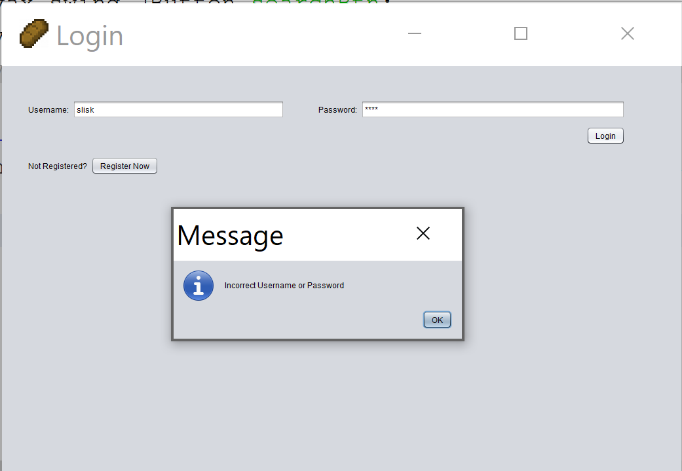 Login
Username: slisk Password: ****
Login
Not Registered? Register Now
Message
Incorrect Username or Password
OK